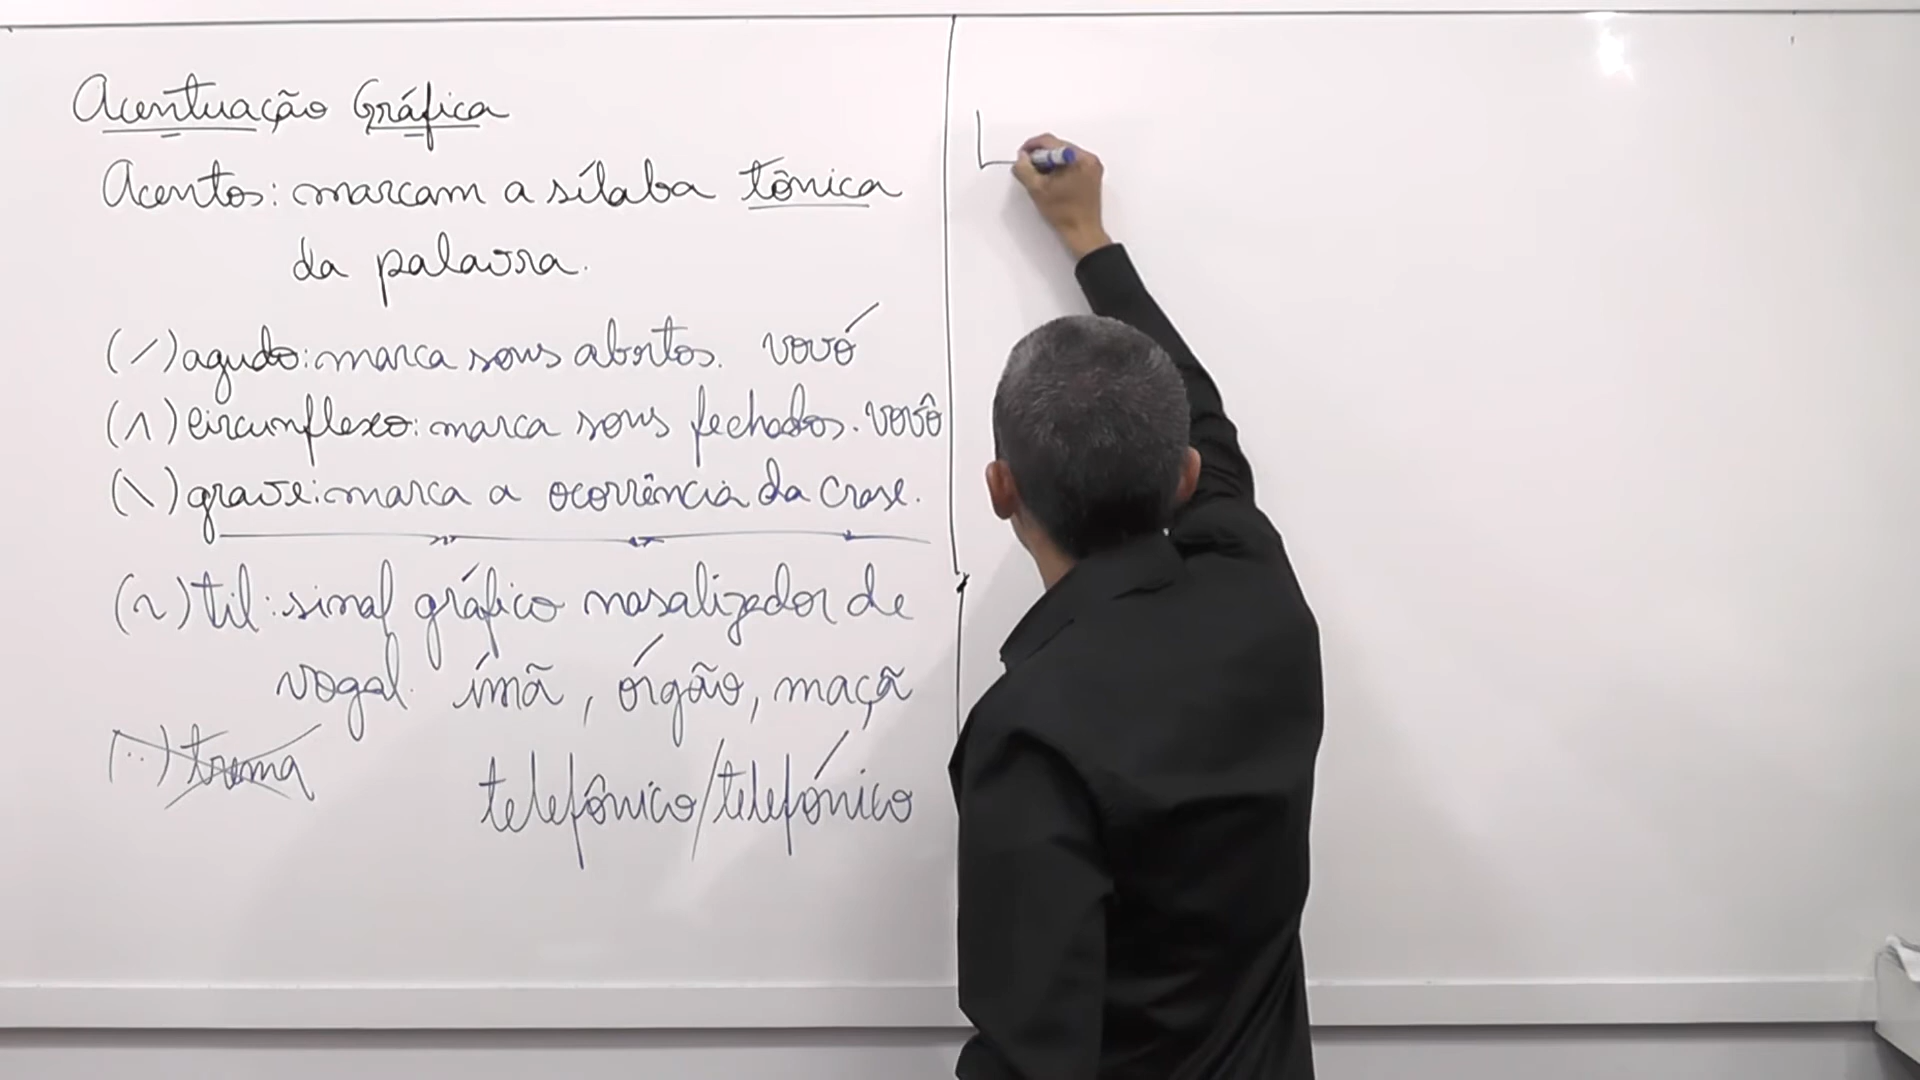 Acentuação Gráfica
Acentos: marcam a sílaba tônica
da palavra.
(´) agudo: marca sons abertos. vovó
(^) circunflexo: marca sons fechados. vovô
(`) grave: marca a ocorrência da crase.
(~) til: sinal gráfico nasalizador de
vogal. ímã, órgão, maçã
(¨) trema telefônico/telefónico
L